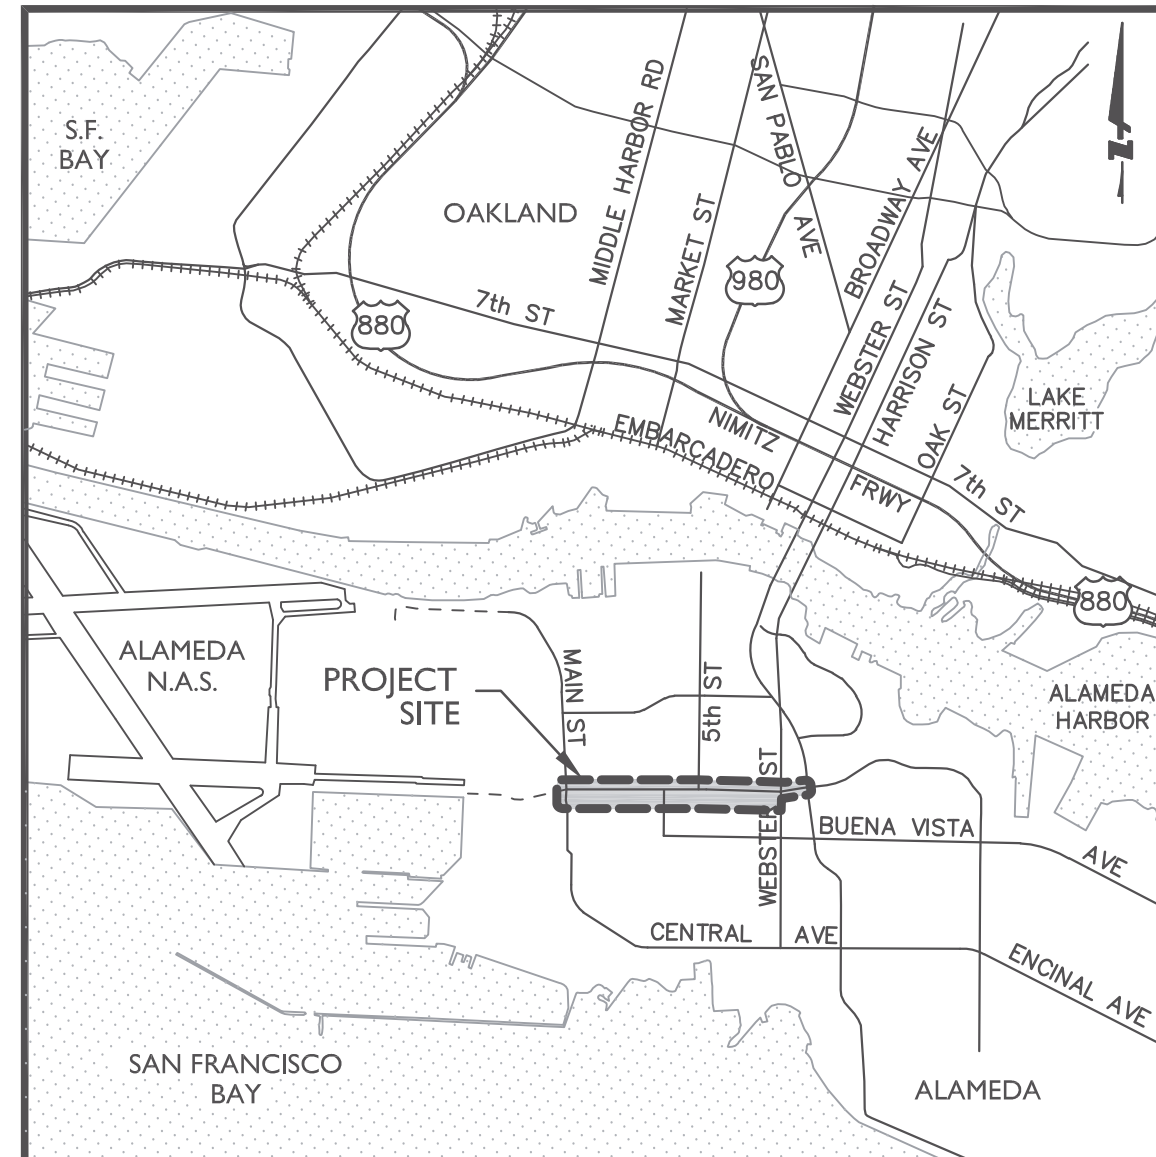 S.F.
BAY
OAKLAND
MIDDLE HARBOR RD
MARKET ST
SAN PABLO
AVE
BROADWAY AVE
980
880
7th ST
WEBSTER ST
HARRISON ST
OAK ST
LAKE
MERRITT
NIMITZ
FRWY
EMBARCADERO
7th ST
880
ALAMEDA
N.A.S.
PROJECT
SITE
MAIN ST
5th ST
WEBSTER ST
ALAMEDA
HARBOR
BUENA VISTA
AVE
CENTRAL AVE
ENCINAL AVE
SAN FRANCISCO
BAY
ALAMEDA
N